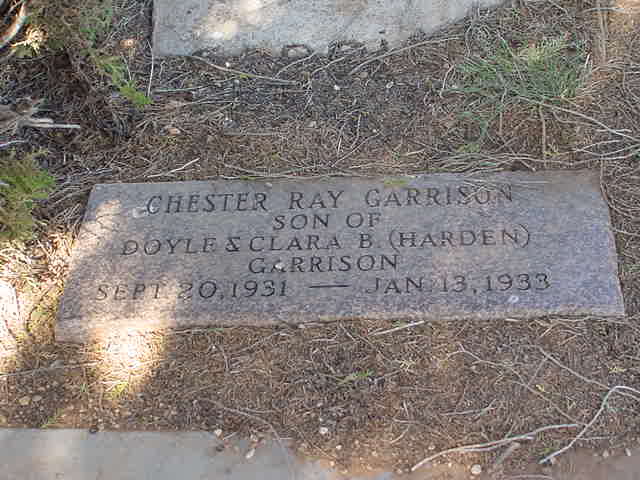 CHESTER RAY GARRISON
SON OF
DOYLE & CLARA B. (HARDEN)
GARRISON
SEPT. 20, 1931 — JAN. 13, 1933